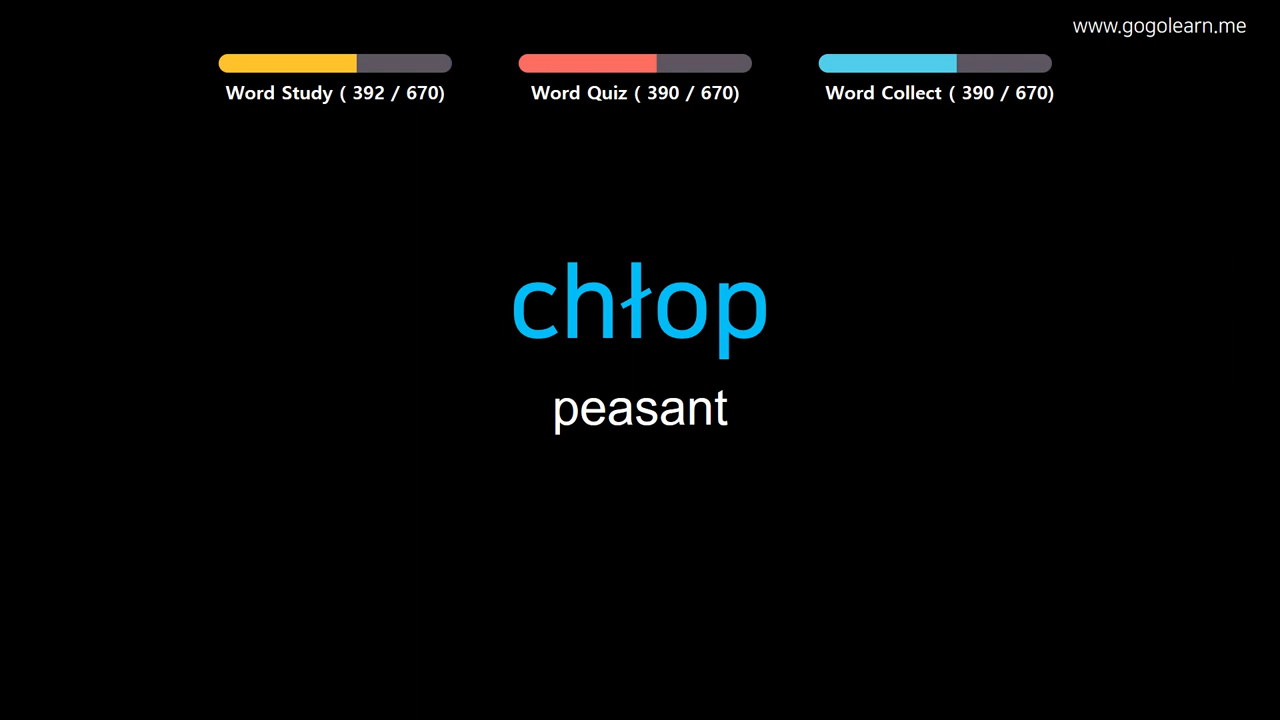 www.gogolearn.me
Word Study ( 392 / 670)
Word Quiz ( 390 / 670)
Word Collect ( 390 / 670)
chłop
peasant